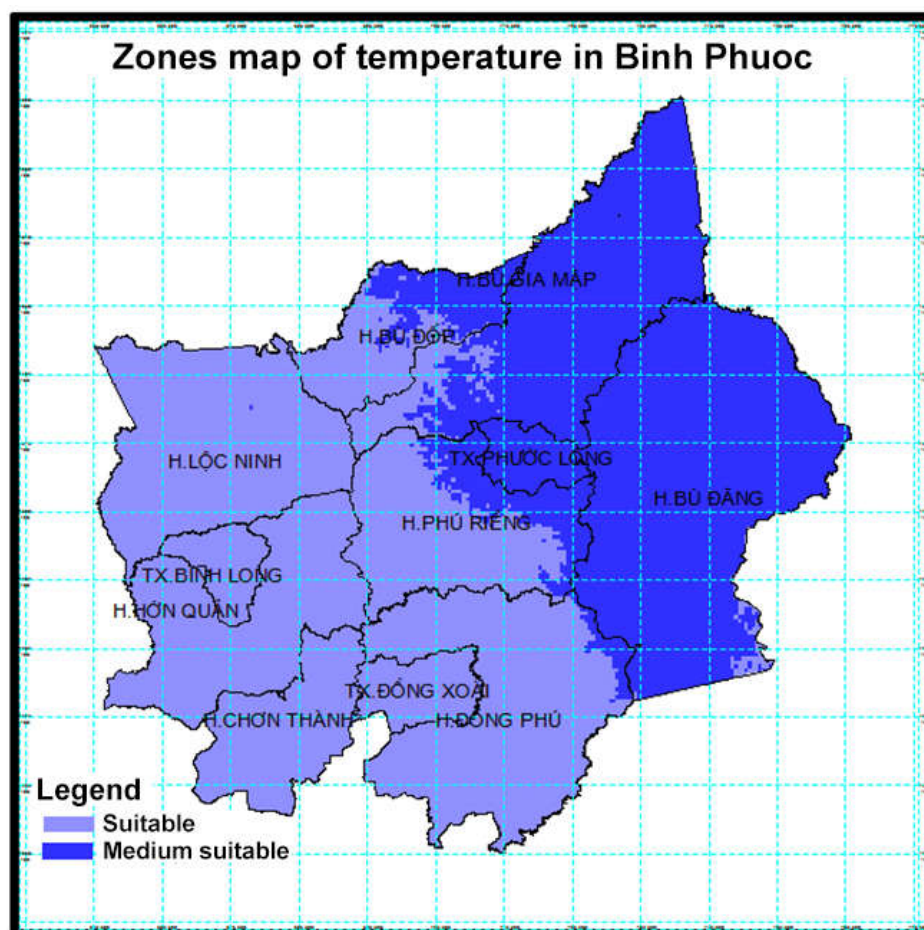 Zones map of temperature in Binh Phuoc
H.BÙ GIA MẬP
H.BÙ ĐỐP
H.LỘC NINH
TX.PHƯỚC LONG
H.BÙ ĐĂNG
H.PHÚ RIỀNG
TX.BÌNH LONG
H.HỚN QUẢN
TX.ĐỒNG XOÀI
H.CHƠN THÀNH
H.ĐỒNG PHÚ
Legend
Suitable
Medium suitable